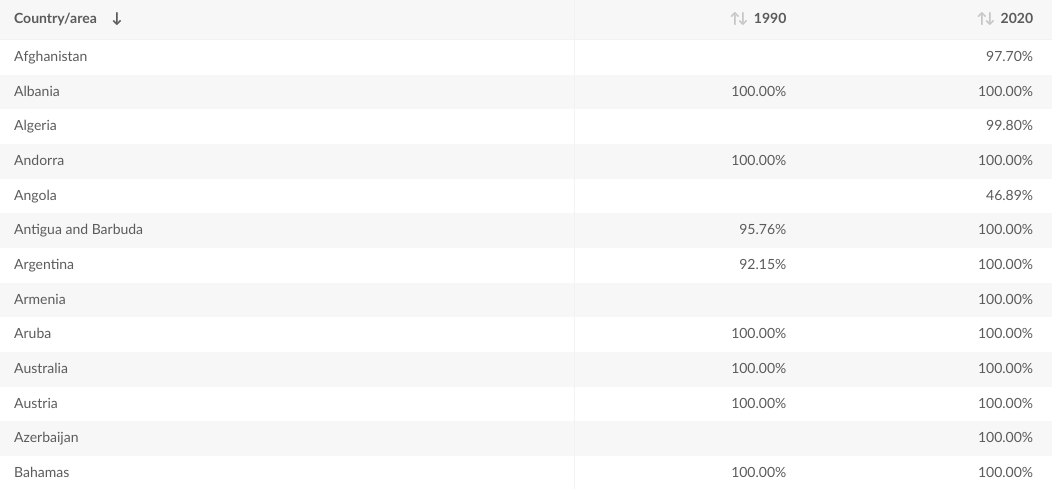 Country/area ↓ ↑↓ 1990 ↑↓ 2020
Afghanistan 97.70%
Albania 100.00% 100.00%
Algeria 99.80%
Andorra 100.00% 100.00%
Angola 46.89%
Antigua and Barbuda 95.76% 100.00%
Argentina 92.15% 100.00%
Armenia 100.00%
Aruba 100.00% 100.00%
Australia 100.00% 100.00%
Austria 100.00% 100.00%
Azerbaijan 100.00%
Bahamas 100.00% 100.00%